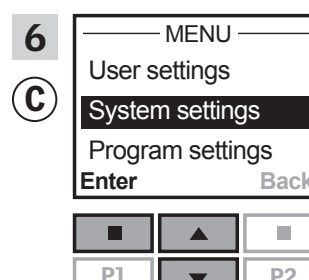 6
MENU
C
User settings
System settings
Program settings
Enter Back
P1 P2